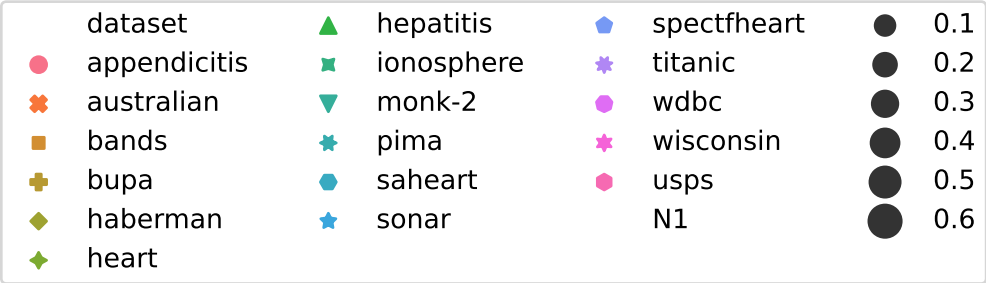 dataset
appendicitis
australian
bands
bupa
haberman
heart
hepatitis
ionosphere
monk-2
pima
saheart
sonar
spectfheart
titanic
wdbc
wisconsin
usps
N1
0.1
0.2
0.3
0.4
0.5
0.6